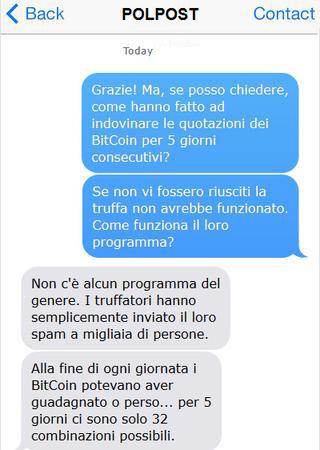 Back POLPOST Contact
Today
Grazie! Ma, se posso chiedere,
come hanno fatto ad
indovinare le quotazioni dei
BitCoin per 5 giorni
consecutivi?
Se non vi fossero riusciti la
truffa non avrebbe funzionato.
Come funziona il loro
programma?
Non c'è alcun programma del
genere. I truffatori hanno
semplicemente inviato il loro
spam a migliaia di persone.
Alla fine di ogni giornata i
BitCoin potevano aver
guadagnato o perso... per 5
giorni ci sono solo 32
combinazioni possibili.